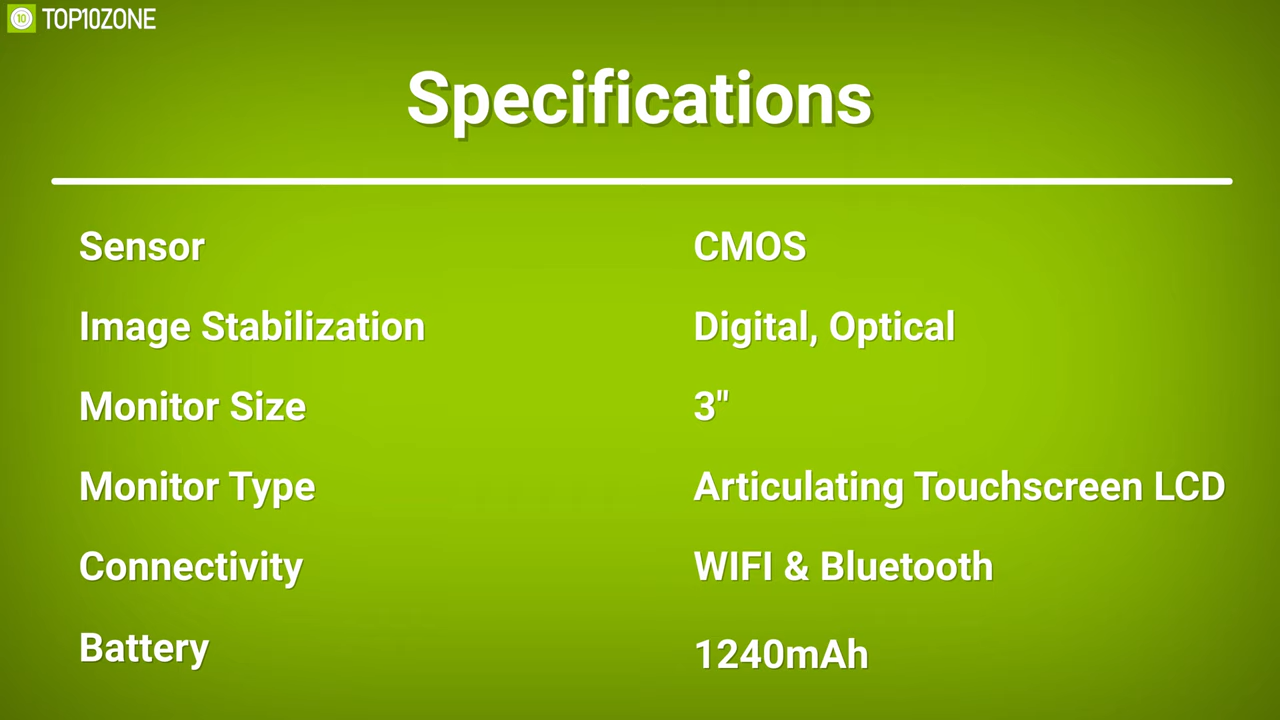 10 TOP10ZONE
Specifications
Sensor CMOS
Image Stabilization Digital, Optical
Monitor Size 3"
Monitor Type Articulating Touchscreen LCD
Connectivity WIFI & Bluetooth
Battery 1240mAh